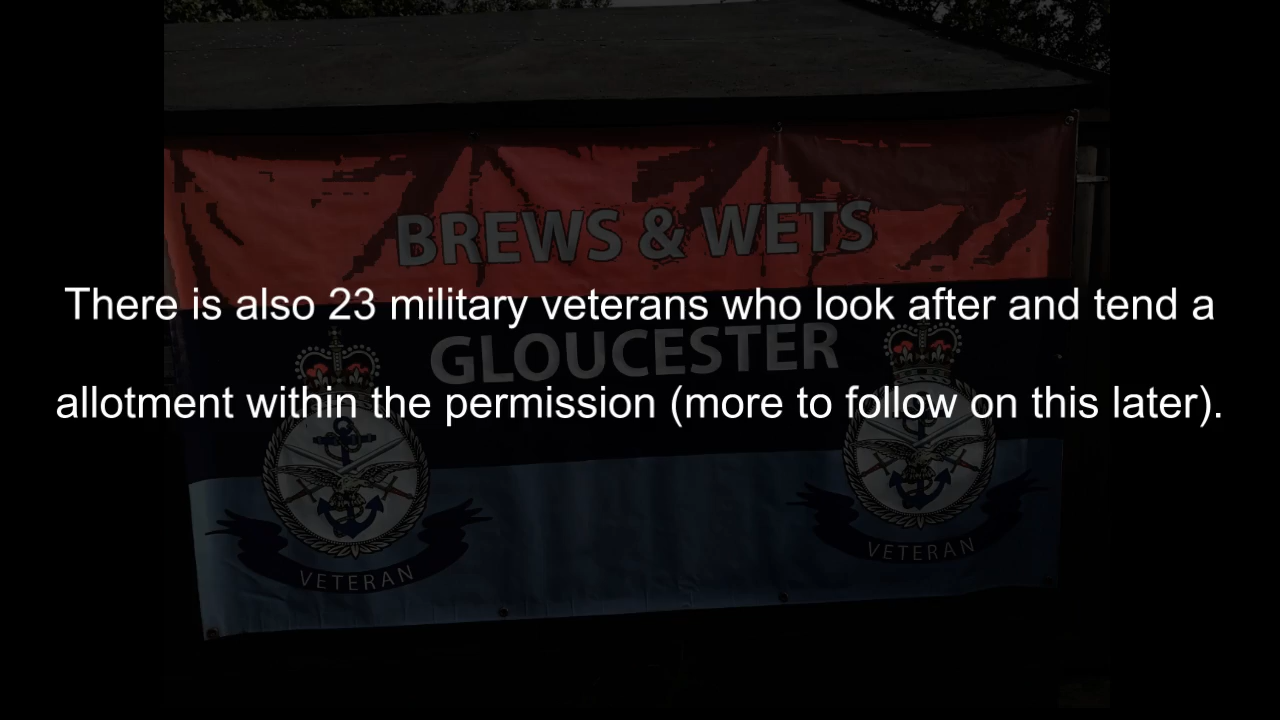 BREWS & WETS
There is also 23 military veterans who look after and tend a
GLOUCESTER
allotment within the permission (more to follow on this later).
VETERAN
VETERAN